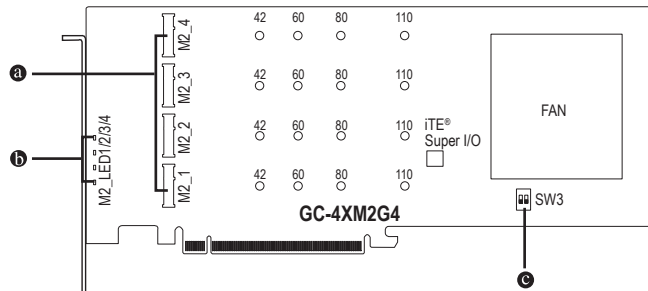 42 60 80 110
M2_4
a
42 60 80 110
M2_3
FAN
42 60 80 110
iTE®
Super I/O
M2_2
b
M2_LED1/2/3/4
42 60 80 110
M2_1
SW3
GC-4XM2G4
c